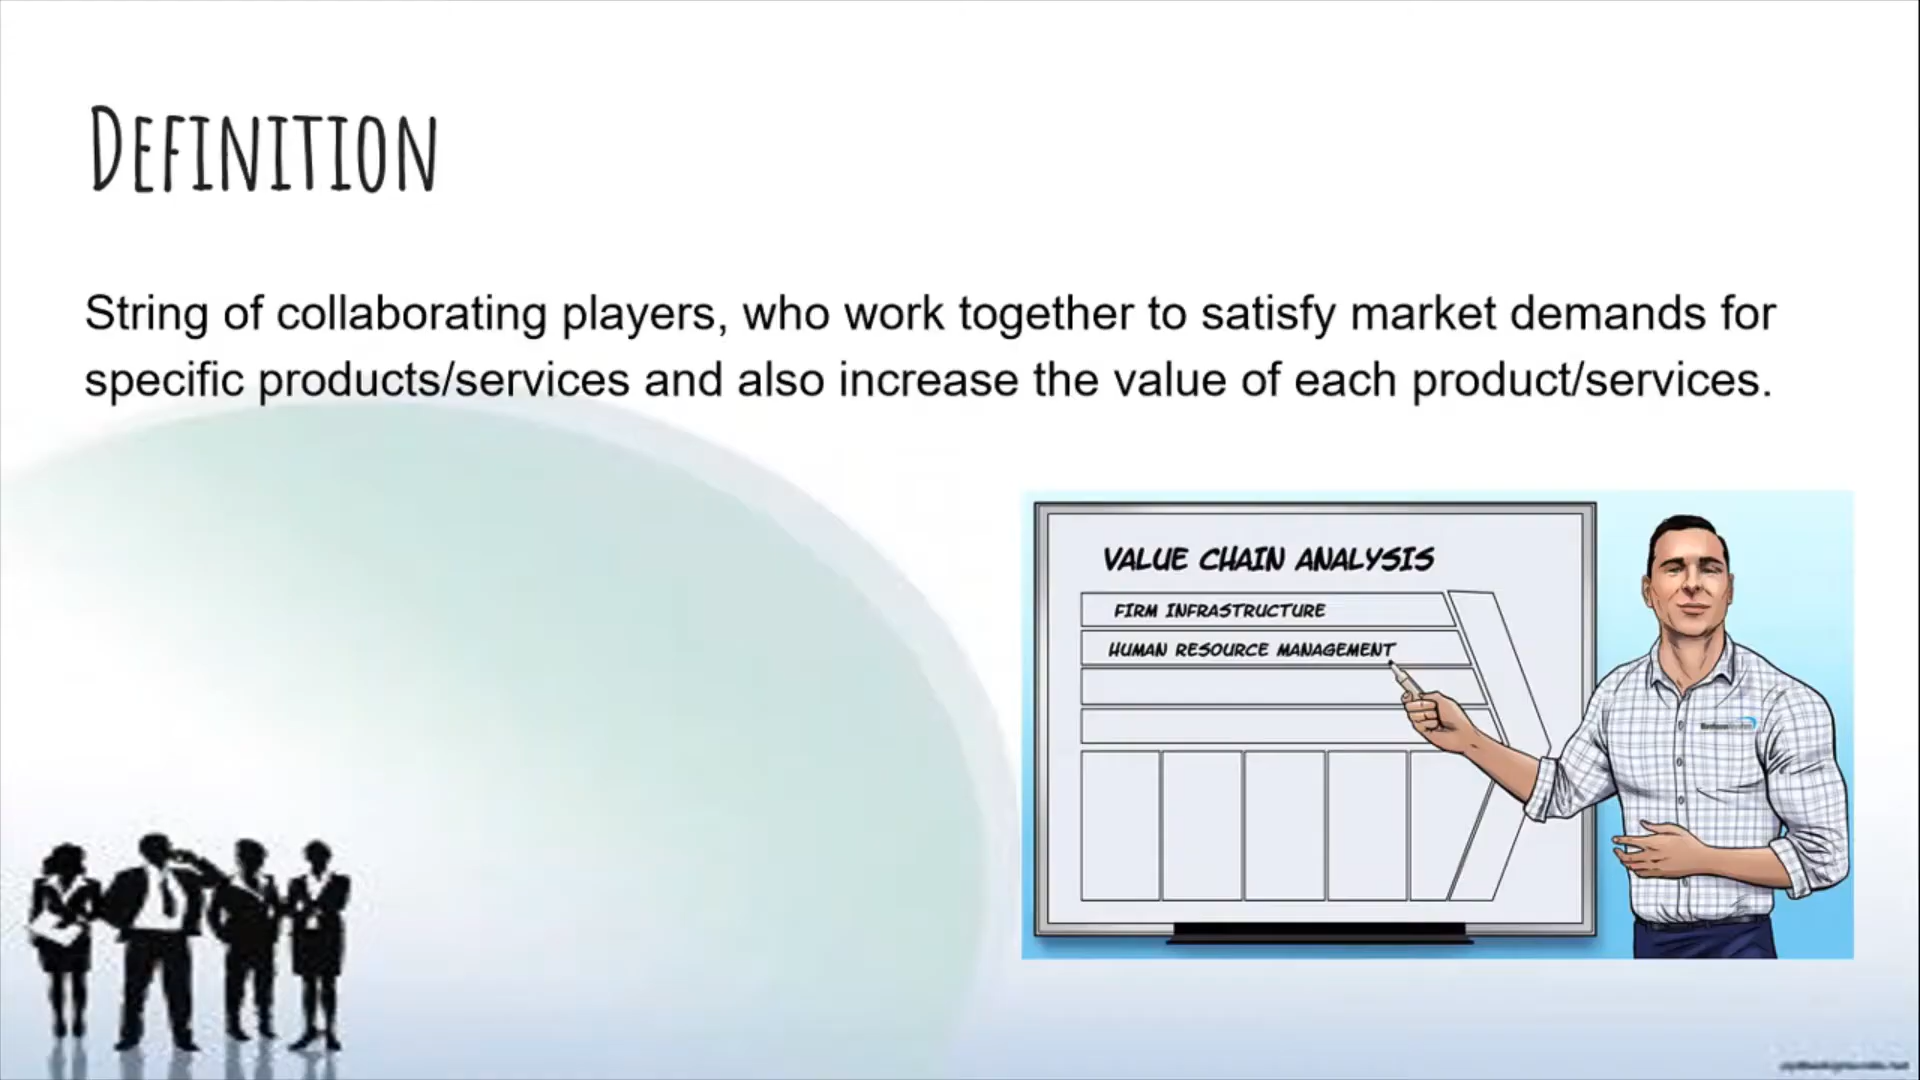 DEFINITION
String of collaborating players, who work together to satisfy market demands for
specific products/services and also increase the value of each product/services.
VALUE CHAIN ANALYSIS
FIRM INFRASTRUCTURE
HUMAN RESOURCE MANAGEMENT